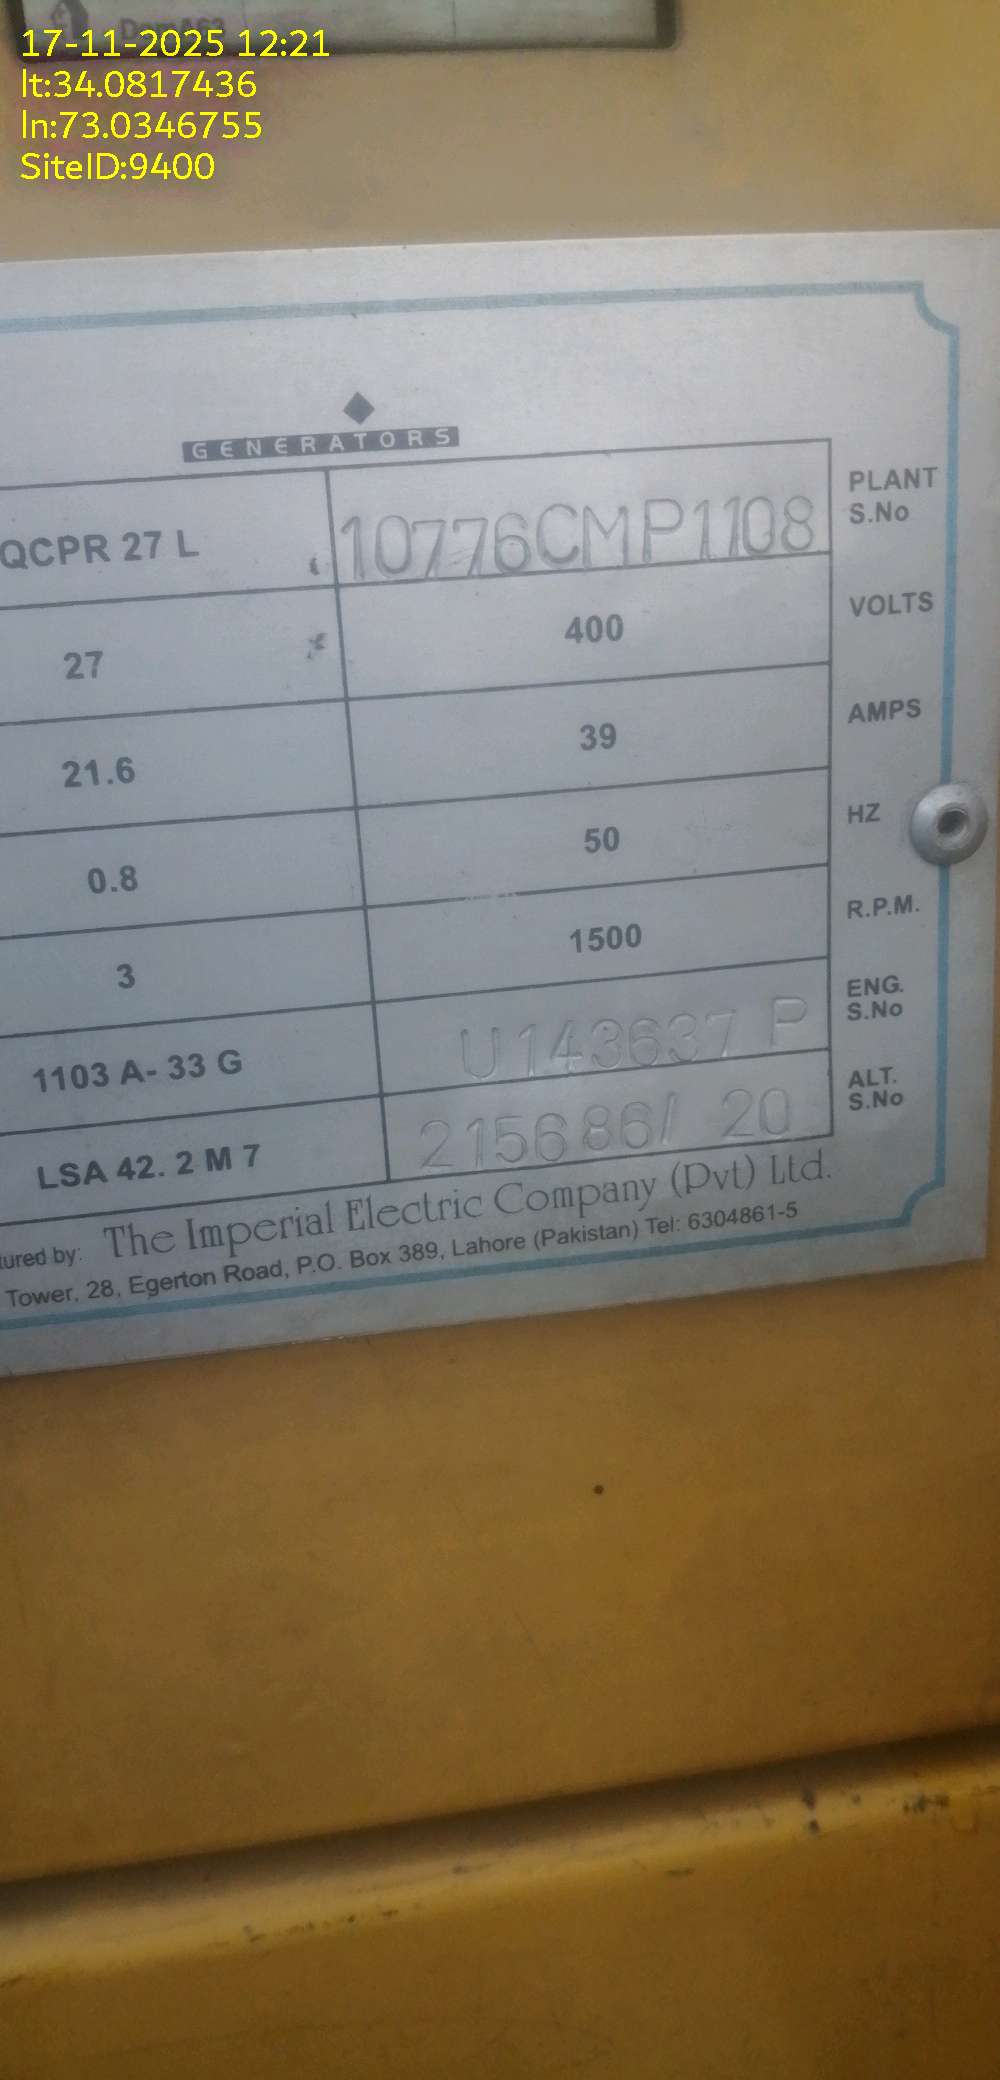 17-11-2025 12:21
lt:34.0817436
ln:73.0346755
SiteID:9400
GENERATORS
QCPR 27 L 10776CMP1108 PLANT S.No
27 400 VOLTS
21.6 39 AMPS
0.8 50 HZ
3 1500 R.P.M.
1103 A- 33 G U143637 P ENG. S.No
LSA 42. 2 M 7 215686/ 20 ALT. S.No
tured by: The Imperial Electric Company (Pvt) Ltd.
Tower, 28, Egerton Road, P.O. Box 389, Lahore (Pakistan) Tel: 6304861-5